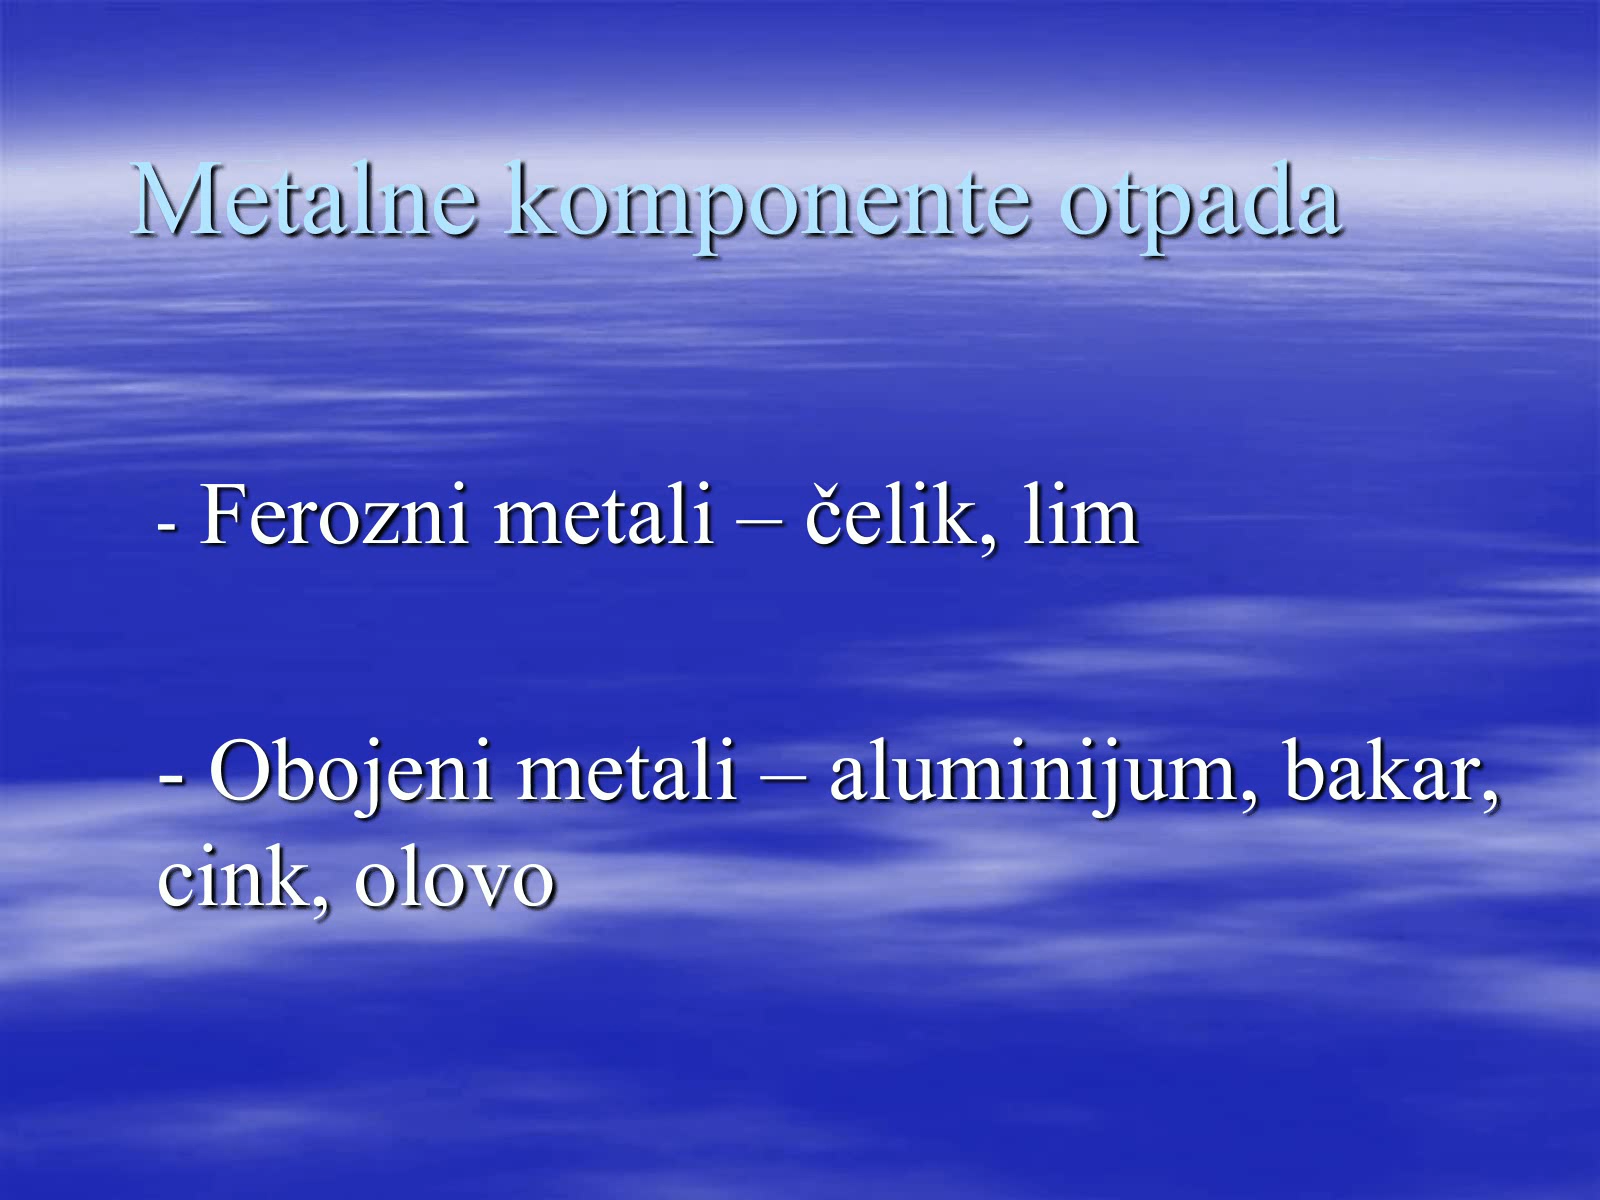 Metalne komponente otpada
- Ferozni metali – čelik, lim
- Obojeni metali – aluminijum, bakar,
cink, olovo